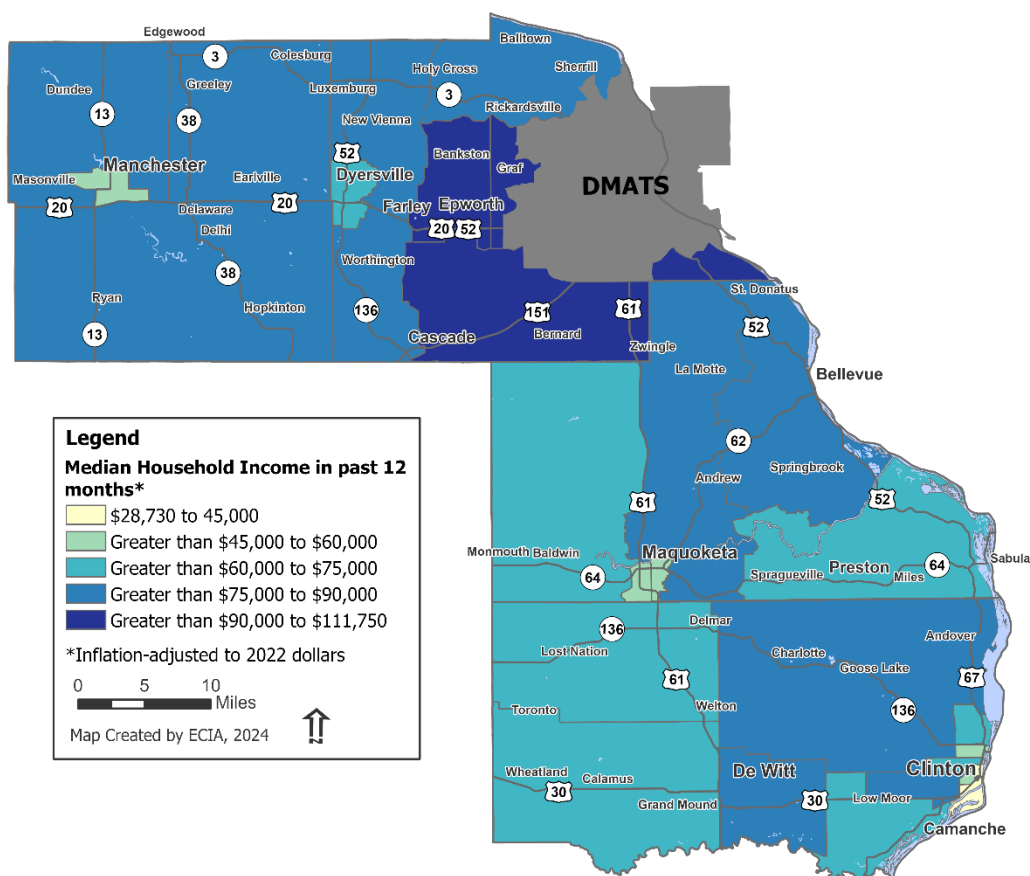 Edgewood
Balltown
3
Colesburg
Holy Cross
Sherrill
Dundee
Greeley
Luxemburg
3
Rickardsville
13
38
New Vienna
52
Bankston
Graf
DMATS
Manchester
Dyersville
Masonville
Earlville
20
Delaware
20
Farley
Epworth
Delhi
20
52
Worthington
38
St. Donatus
Ryan
Hopkinton
136
151
61
13
Cascade
Bernard
52
Zwingle
La Motte
Bellevue
Legend
Median Household Income in past 12
months*
$28,730 to 45,000
Greater than $45,000 to $60,000
Greater than $60,000 to $75,000
Greater than $75,000 to $90,000
Greater than $90,000 to $111,750
*Inflation-adjusted to 2022 dollars
0 5 10
Miles
Map Created by ECIA, 2024
N
62
Andrew
Springbrook
61
52
Monmouth
Baldwin
Maquoketa
64
Spragueville
Preston
Miles
64
Sabula
136
Delmar
Lost Nation
Charlotte
Andover
Goose Lake
61
67
Toronto
Welton
136
Wheatland
Calamus
De Witt
Clinton
30
Grand Mound
30
Low Moor
Camanche